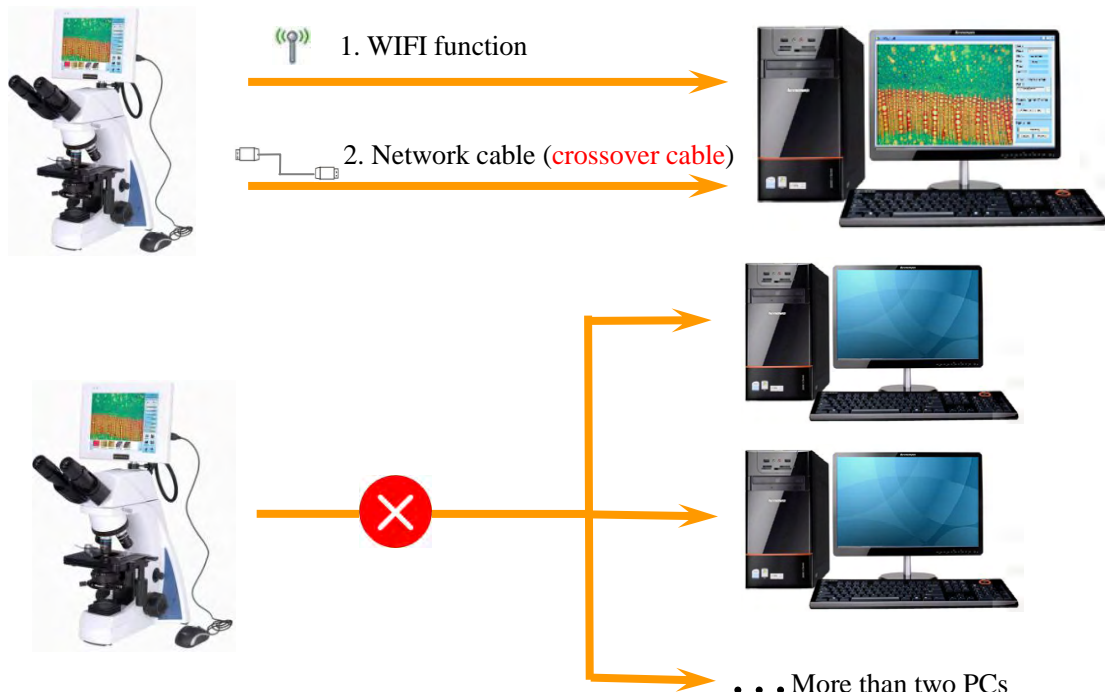 1. WIFI function
2. Network cable (crossover cable)
. . . More than two PCs